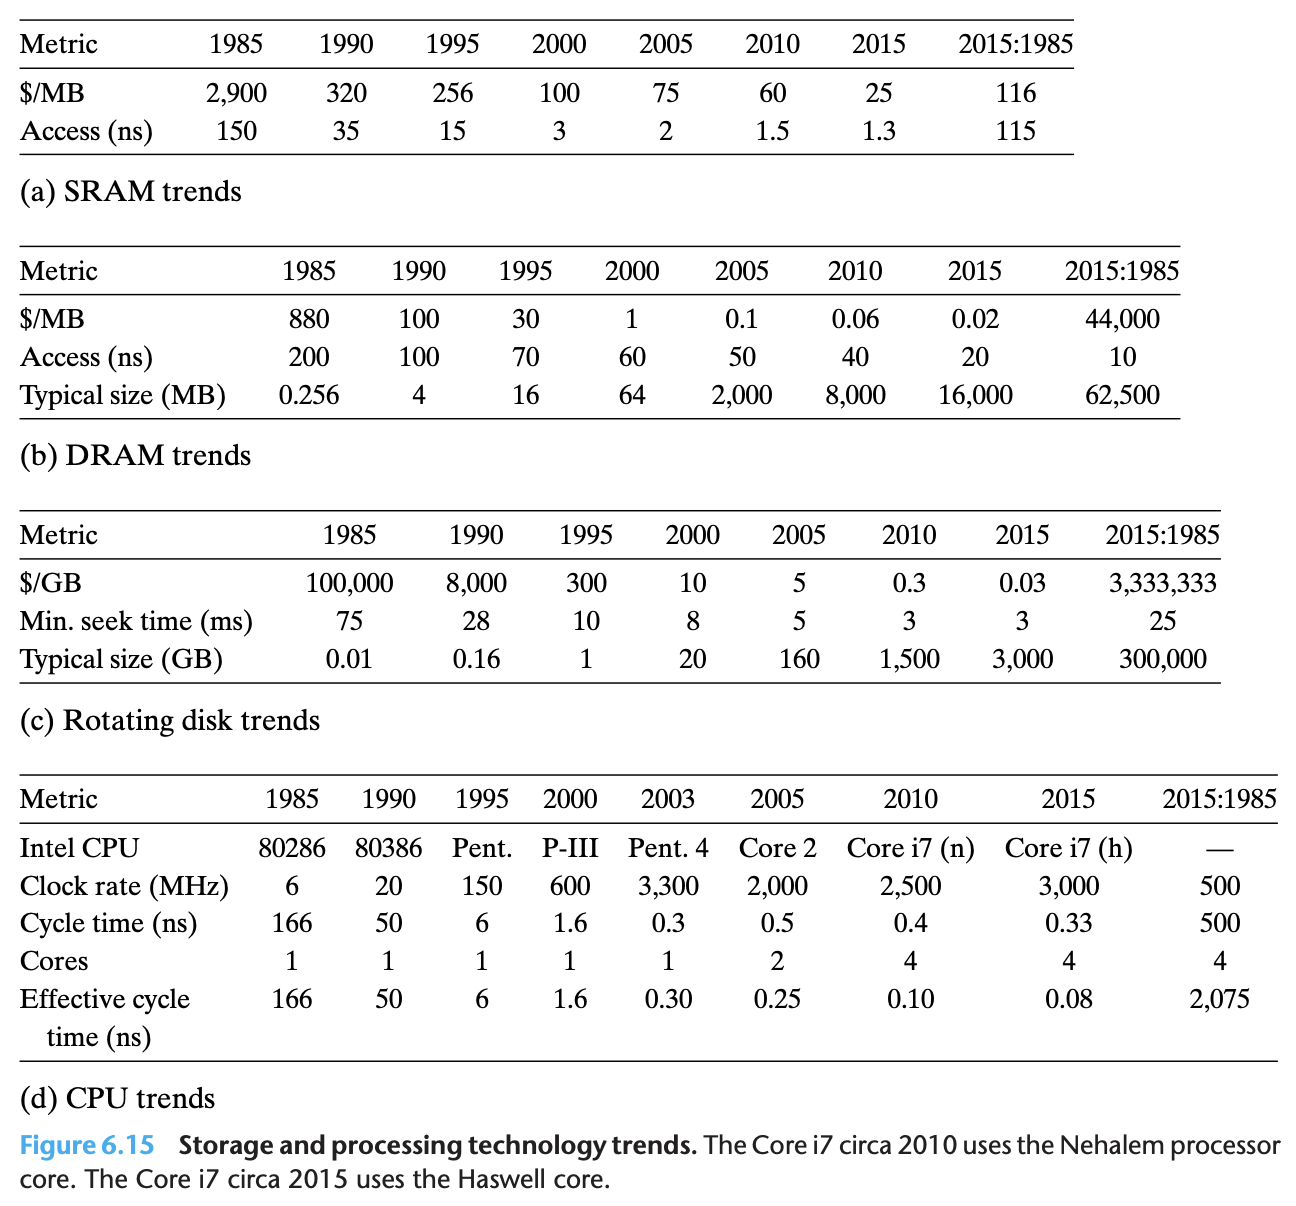 Metric 1985 1990 1995 2000 2005 2010 2015 2015:1985
$/MB 2,900 320 256 100 75 60 25 116
Access (ns) 150 35 15 3 2 1.5 1.3 115
(a) SRAM trends
Metric 1985 1990 1995 2000 2005 2010 2015 2015:1985
$/MB 880 100 30 1 0.1 0.06 0.02 44,000
Access (ns) 200 100 70 60 50 40 20 10
Typical size (MB) 0.256 4 16 64 2,000 8,000 16,000 62,500
(b) DRAM trends
Metric 1985 1990 1995 2000 2005 2010 2015 2015:1985
$/GB 100,000 8,000 300 10 5 0.3 0.03 3,333,333
Min. seek time (ms) 75 28 10 8 5 3 3 25
Typical size (GB) 0.01 0.16 1 20 160 1,500 3,000 300,000
(c) Rotating disk trends
Metric 1985 1990 1995 2000 2003 2005 2010 2015 2015:1985
Intel CPU 80286 80386 Pent. P-III Pent. 4 Core 2 Core i7 (n) Core i7 (h) —
Clock rate (MHz) 6 20 150 600 3,300 2,000 2,500 3,000 500
Cycle time (ns) 166 50 6 1.6 0.3 0.5 0.4 0.33 500
Cores 1 1 1 1 1 2 4 4 4
Effective cycle 166 50 6 1.6 0.30 0.25 0.10 0.08 2,075
time (ns)
(d) CPU trends
Figure 6.15 Storage and processing technology trends. The Core i7 circa 2010 uses the Nehalem processor
core. The Core i7 circa 2015 uses the Haswell core.